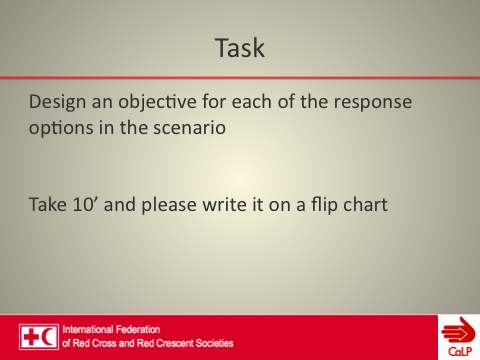 Task
Design an objective for each of the response
options in the scenario
Take 10’ and please write it on a flip chart
International Federation
of Red Cross and Red Crescent Societies
CaLP